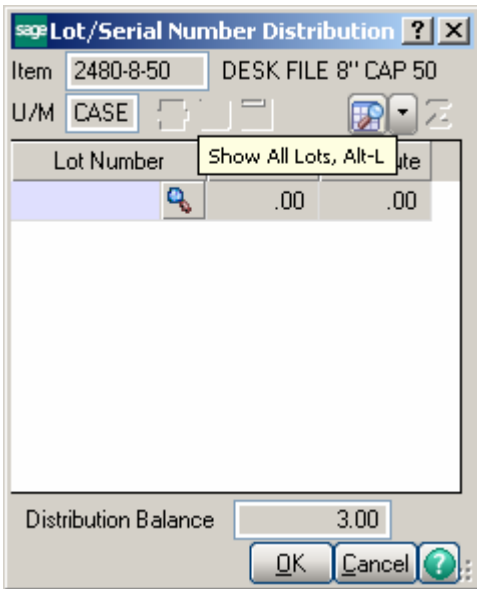 sage Lot/Serial Number Distribution
Item 2480-8-50 DESK FILE 8" CAP 50
U/M CASE
Show All Lots, Alt-L
Lot Number
.00 .00
Distribution Balance 3.00
OK Cancel